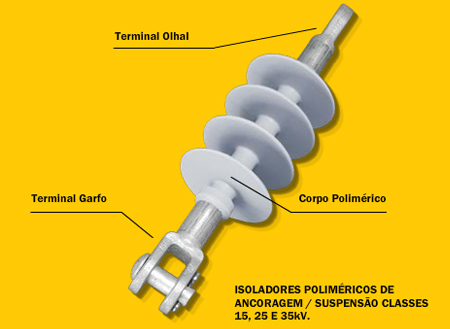 Terminal Olhal
Terminal Garfo
Corpo Polimérico
ISOLADORES POLIMÉRICOS DE
ANCORAGEM / SUSPENSÃO CLASSES
15, 25 E 35kV.